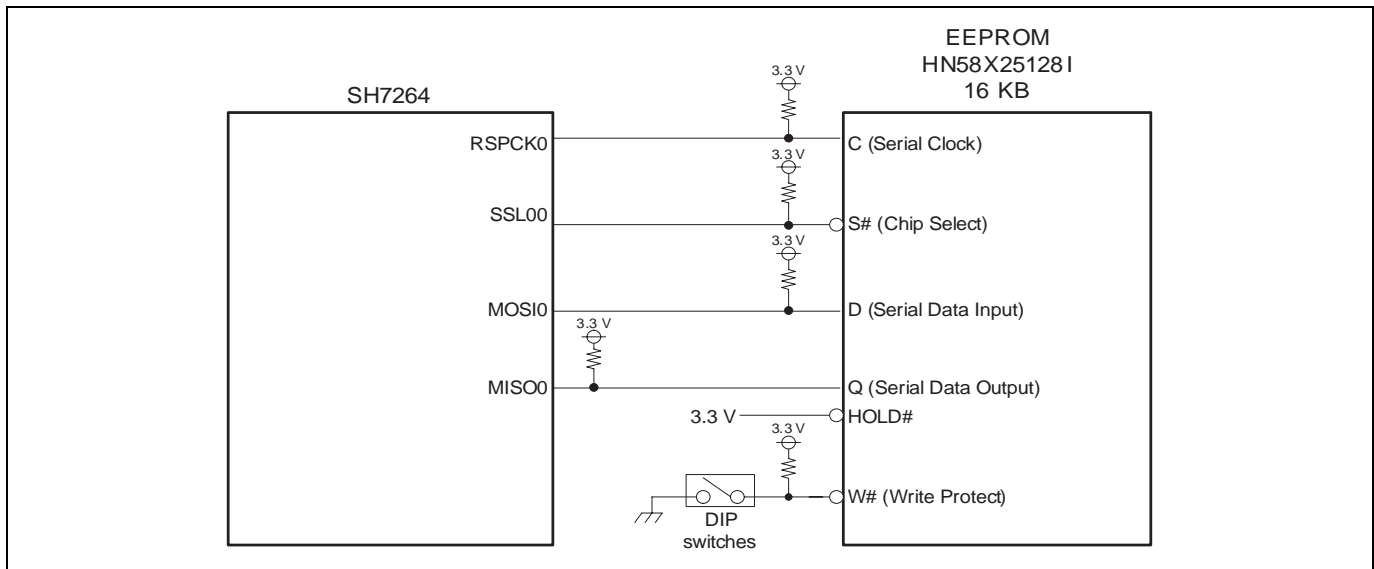 EEPROM
HN58X25128I
16 KB
SH7264
3.3 V
RSPCK0
C (Serial Clock)
3.3 V
SSL00
S# (Chip Select)
3.3 V
MOSI0
D (Serial Data Input)
3.3 V
MISO0
Q (Serial Data Output)
3.3 V
HOLD#
3.3 V
W# (Write Protect)
DIP
switches